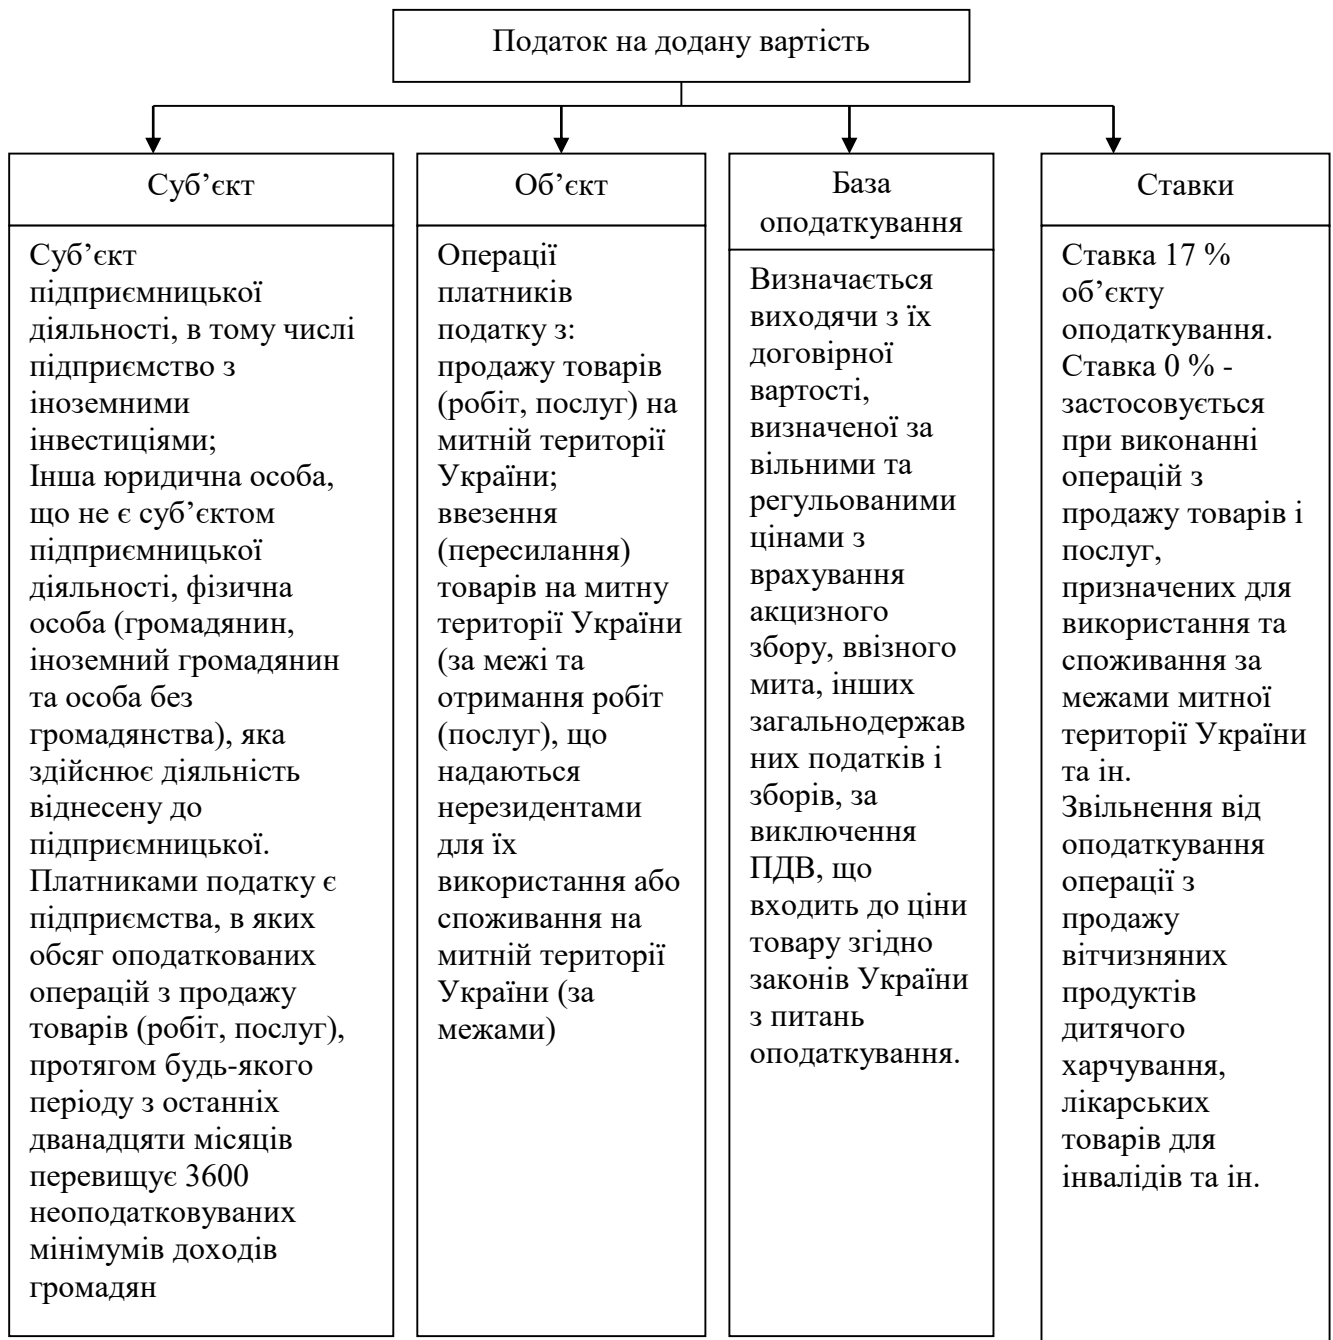 Податок на додану вартість
Суб’єкт
Суб’єкт
підприємницької
діяльності, в тому числі
підприємство з
іноземними
інвестиціями;
Інша юридична особа,
що не є суб’єктом
підприємницької
діяльності, фізична
особа (громадянин,
іноземний громадянин
та особа без
громадянства), яка
здійснює діяльність
віднесену до
підприємницької.
Платниками податку є
підприємства, в яких
обсяг оподаткованих
операцій з продажу
товарів (робіт, послуг),
протягом будь-якого
періоду з останніх
дванадцяти місяців
перевищує 3600
неоподатковуваних
мінімумів доходів
громадян
Об’єкт
Операції
платників
податку з:
продажу товарів
(робіт, послуг) на
митній території
України;
ввезення
(пересилання)
товарів на митну
території України
(за межі та
отримання робіт
(послуг), що
надаються
нерезидентами
для їх
використання або
споживання на
митній території
України (за
межами)
База
оподаткування
Визначається
виходячи з їх
договірної
вартості,
визначеної за
вільними та
регульованими
цінами з
врахування
акцизного
збору, ввізного
мита, інших
загальнодержав
них податків і
зборів, за
виключення
ПДВ, що
входить до ціни
товару згідно
законів України
з питань
оподаткування.
Ставки
Ставка 17 %
об’єкту
оподаткування.
Ставка 0 % -
застосовується
при виконанні
операцій з
продажу товарів і
послуг,
призначених для
використання та
споживання за
межами митної
території України
та ін.
Звільнення від
оподаткування
операції з
продажу
вітчизняних
продуктів
дитячого
харчування,
лікарських
товарів для
інвалідів та ін.